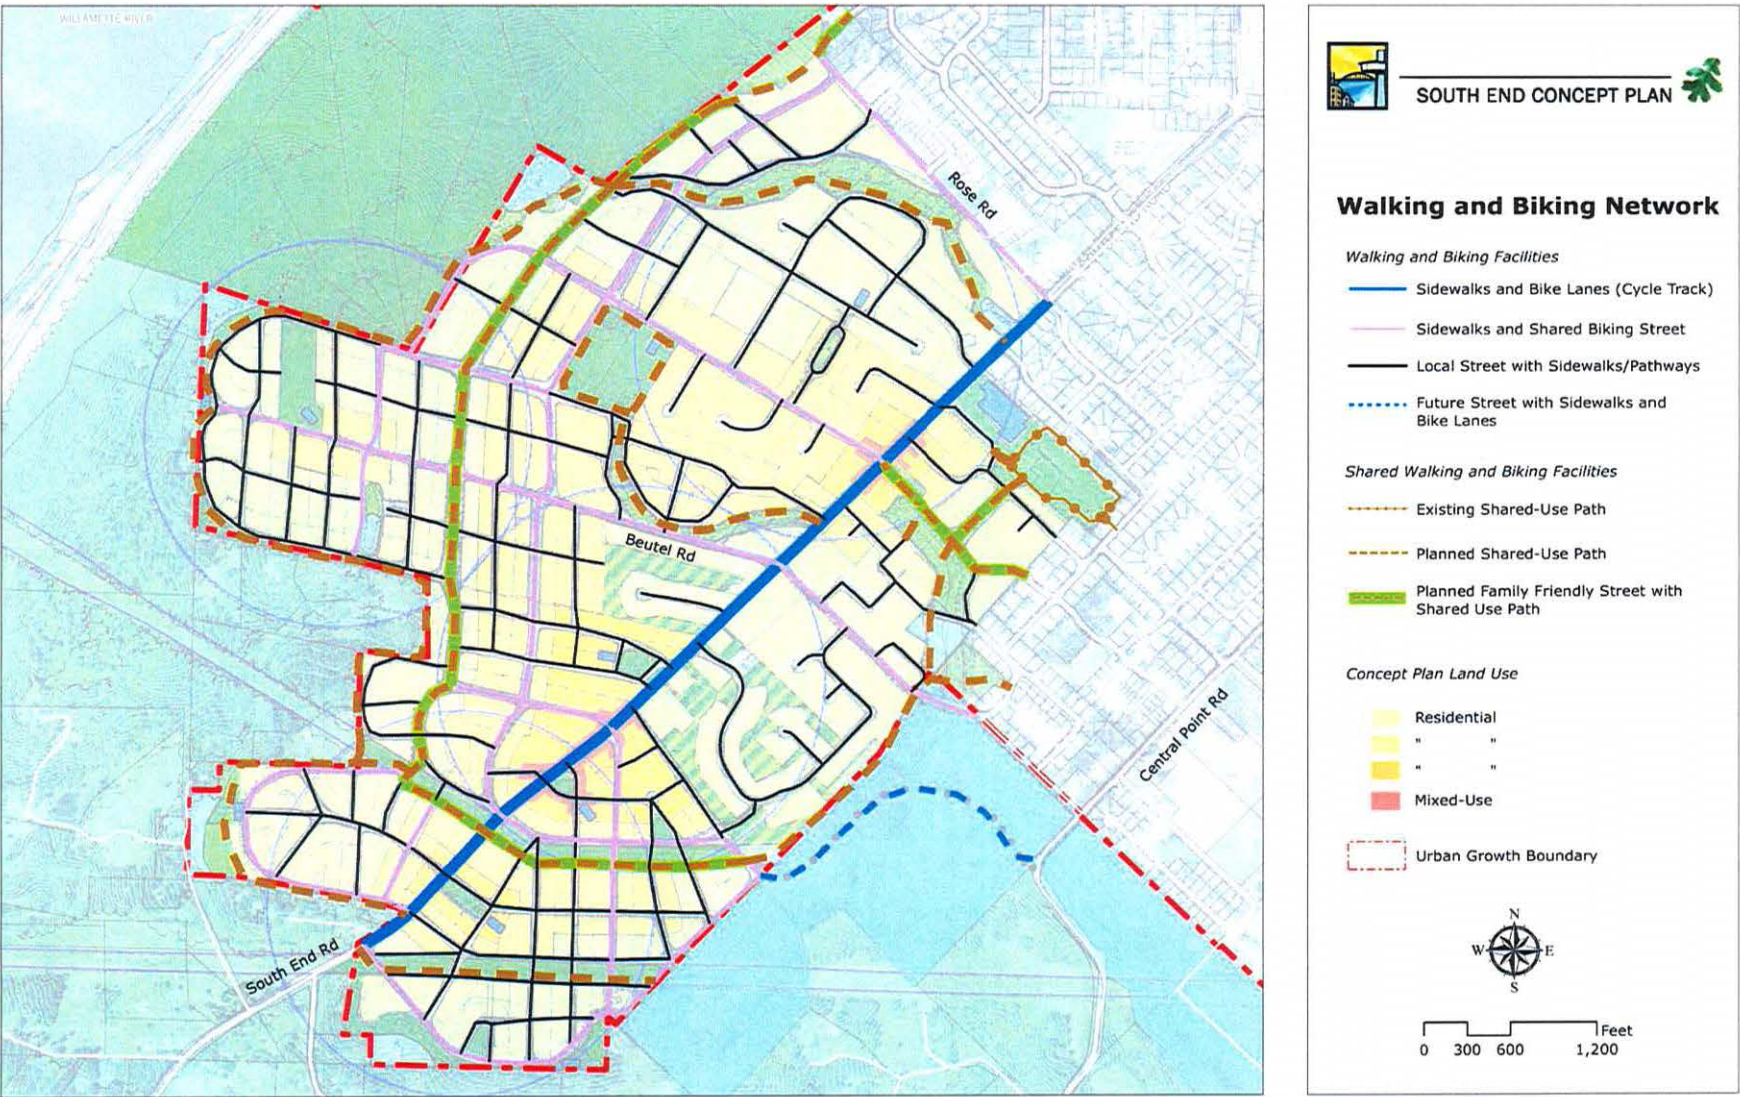 WILLAMETTE RIVER
Rose Rd
Beutel Rd
Central Point Rd
South End Rd
SOUTH END CONCEPT PLAN
Walking and Biking Network
Walking and Biking Facilities
Sidewalks and Bike Lanes (Cycle Track)
Sidewalks and Shared Biking Street
Local Street with Sidewalks/Pathways
Future Street with Sidewalks and
Bike Lanes
Shared Walking and Biking Facilities
Existing Shared-Use Path
Planned Shared-Use Path
Planned Family Friendly Street with
Shared Use Path
Concept Plan Land Use
Residential
" "
" "
Mixed-Use
Urban Growth Boundary
N
W E
S
Feet
0 300 600 1,200